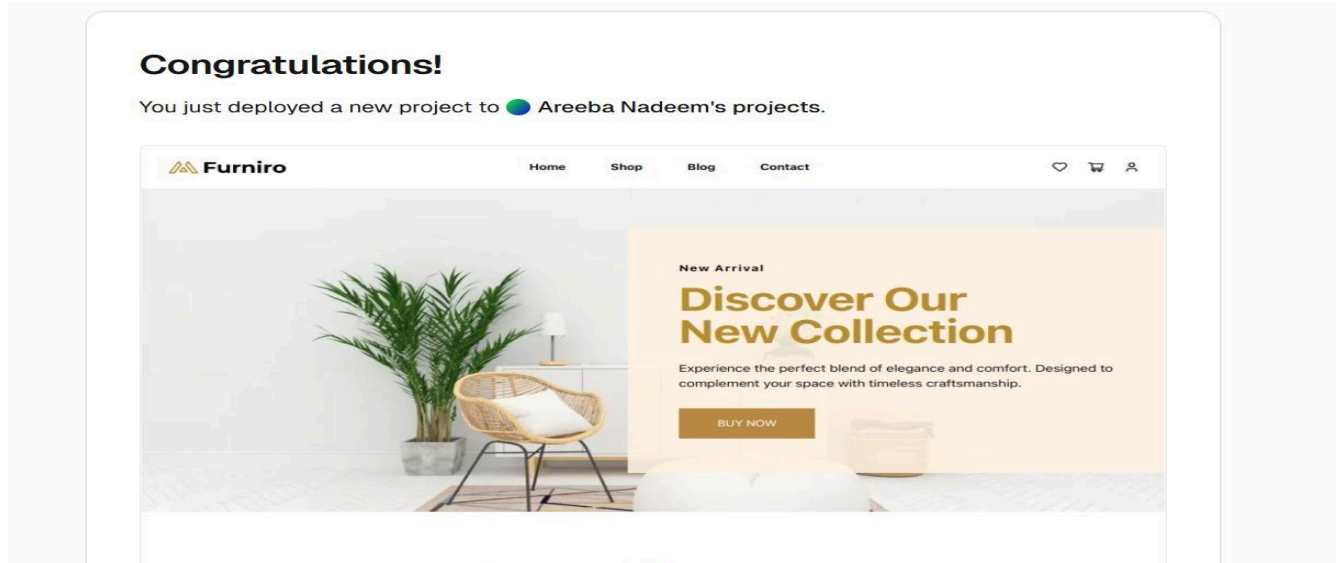 Congratulations!
You just deployed a new project to Areeba Nadeem's projects.
Furniro Home Shop Blog Contact
New Arrival
Discover Our
New Collection
Experience the perfect blend of elegance and comfort. Designed to
complement your space with timeless craftsmanship.
BUY NOW